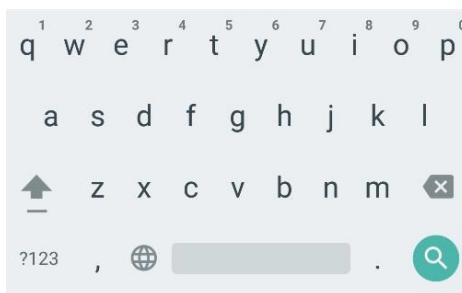 1 2 3 4 5 6 7 8 9 0
q w e r t y u i o p
a s d f g h j k l
z x c v b n m
?123 , .